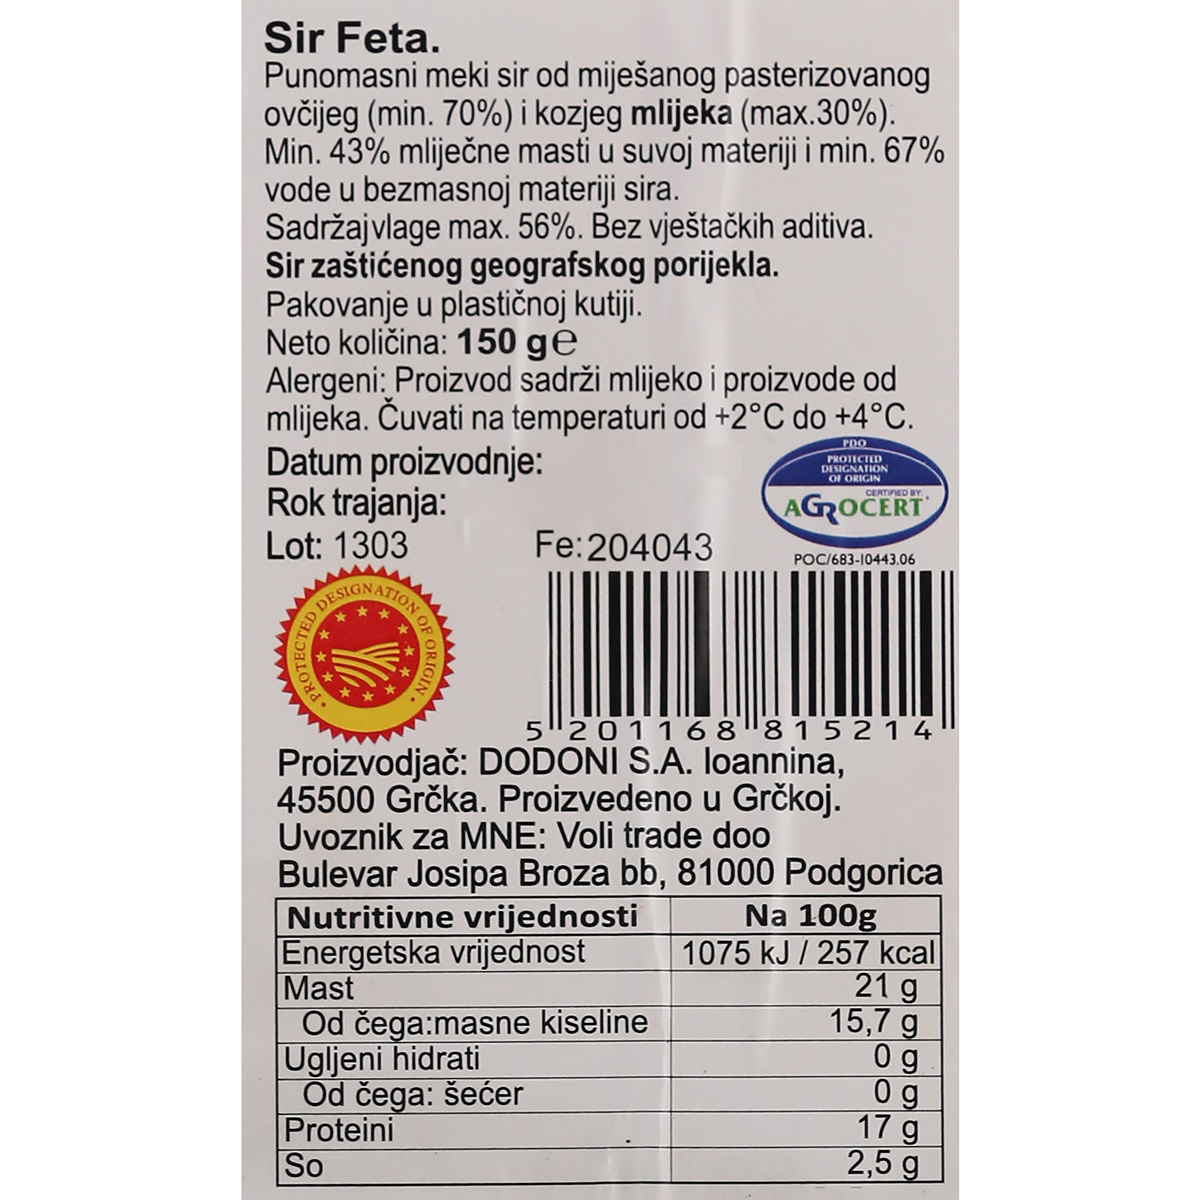 Sir Feta.
Punomasni meki sir od miješanog pasterizovanog
ovčijeg (min. 70%) i kozjeg mlijeka (max.30%).
Min. 43% mliječne masti u suvoj materiji i min. 67%
vode u bezmasnoj materiji sira.
Sadržaj vlage max. 56%. Bez vještačkih aditiva.
Sir zaštićenog geografskog porijekla.
Pakovanje u plastičnoj kutiji.
Neto količina: 150 g℮
Alergeni: Proizvod sadrži mlijeko i proizvode od
mlijeka. Čuvati na temperaturi od +2°C do +4°C.
Datum proizvodnje:
Rok trajanja:
Lot: 1303
Fe:204043
PDO
PROTECTED
DESIGNATION
OF ORIGIN
CERTIFIED BY:
AGROCERT
POC/683-10443.06
PROTECTED DESIGNATION OF ORIGIN
5 201168 815214
Proizvodjač: DODONI S.A. Ioannina,
45500 Grčka. Proizvedeno u Grčkoj.
Uvoznik za MNE: Voli trade doo
Bulevar Josipa Broza bb, 81000 Podgorica
Nutritivne vrijednosti Na 100g
Energetska vrijednost 1075 kJ / 257 kcal
Mast 21 g
Od čega:masne kiseline 15,7 g
Ugljeni hidrati 0 g
Od čega: šećer 0 g
Proteini 17 g
So 2,5 g